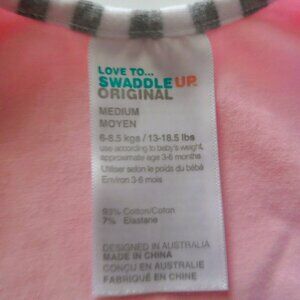 LOVE TO...
SWADDLE UP.
ORIGINAL
MEDIUM
MOYEN
6-8.5 kgs / 13-18.5 lbs
use according to baby's weight,
approximate age 3-6 months
Utiliser selon le poids du bébé
Environ 3-6 mois
93% Cotton/Coton
7% Elastane
DESIGNED IN AUSTRALIA
MADE IN CHINA
CONÇU EN AUSTRALIE
FABRIQUÉ EN CHINE